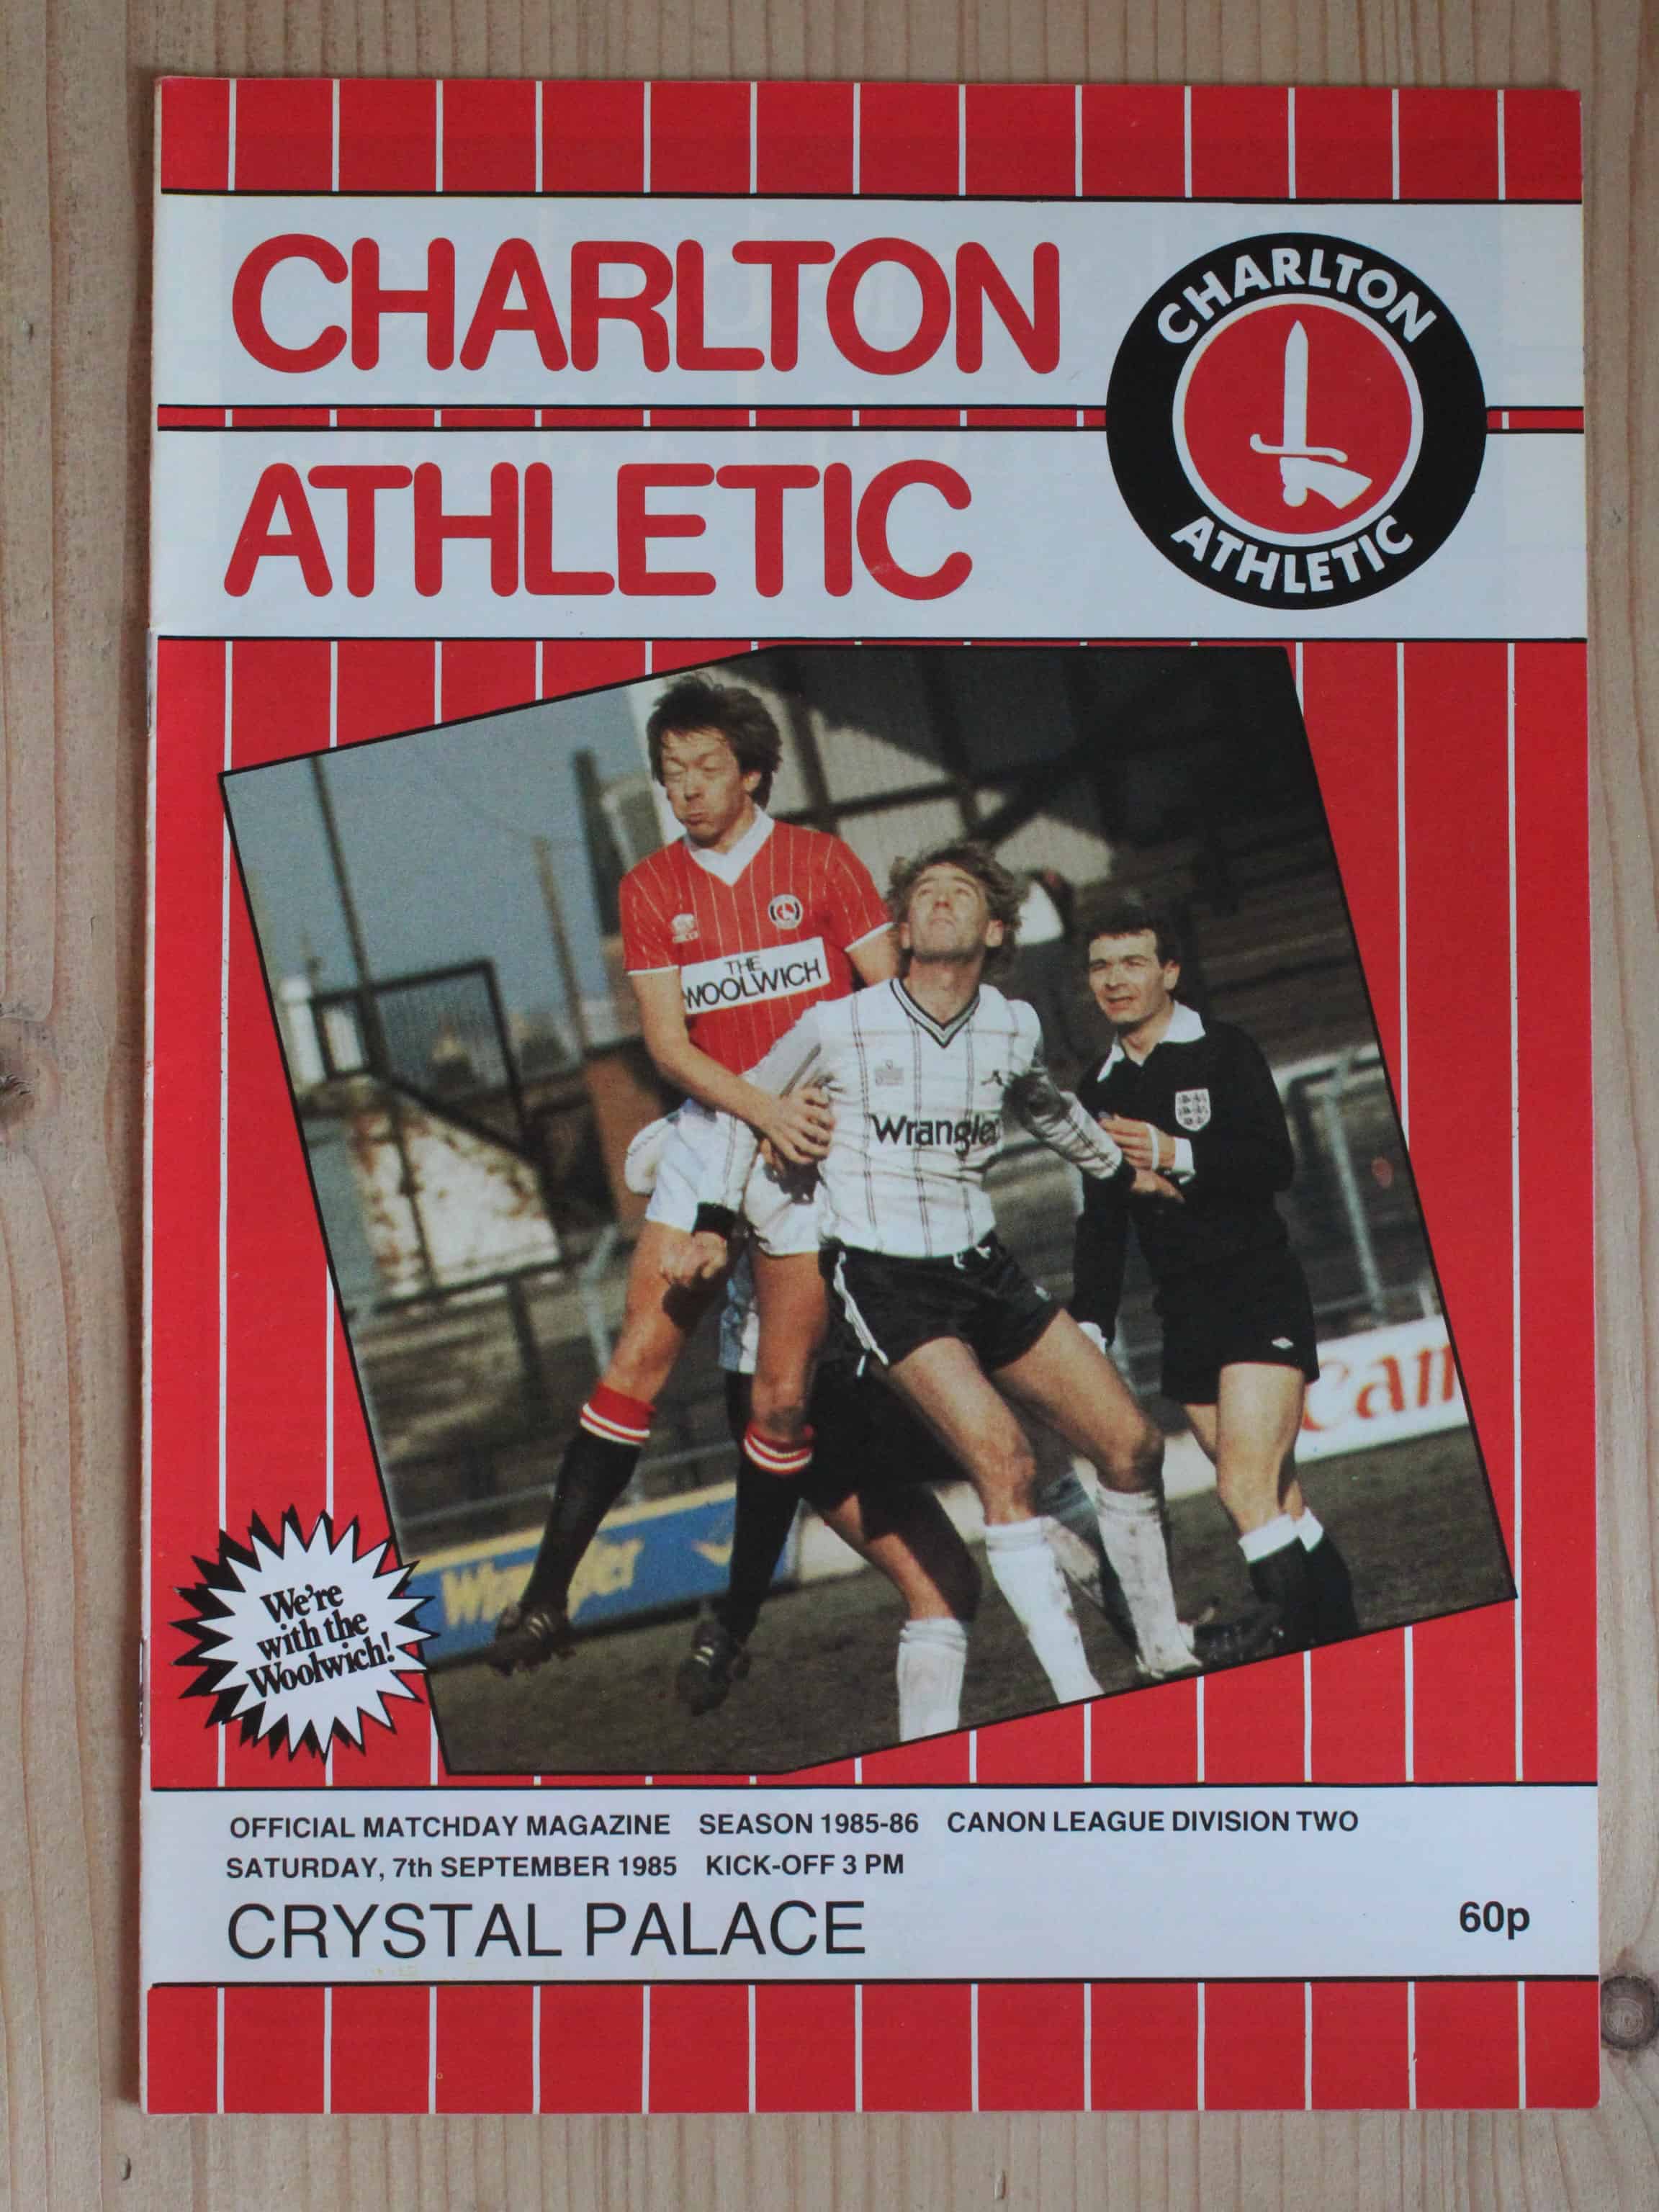 CHARLTON
ATHLETIC
CHARLTON
ATHLETIC
THE
WOOLWICH
Wrangler
Wrangler
We're
with the
Woolwich!
OFFICIAL MATCHDAY MAGAZINE SEASON 1985-86 CANON LEAGUE DIVISION TWO
SATURDAY, 7th SEPTEMBER 1985 KICK-OFF 3 PM
CRYSTAL PALACE
60p